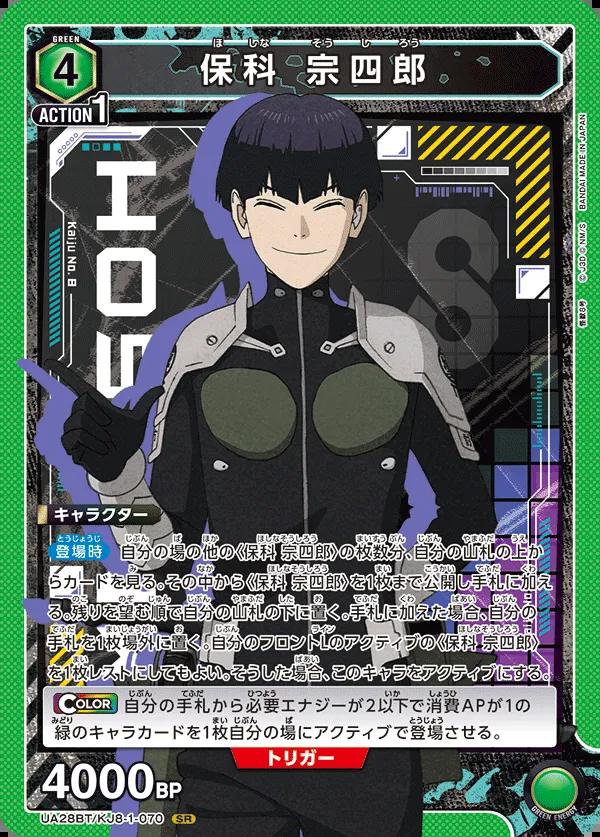 GREEN
4
ACTION 1
ほしな そうしろう
保科 宗四郎
HOS
Kaiju No. 8
8
BANDAI MADE IN JAPAN
© J3D © NM/S
怪獣8号
キャラクター
登場時 自分の場の他の〈保科 宗四郎〉の枚数分、自分の山札の上か
らカードを見る。その中から〈保科 宗四郎〉を1枚まで公開し手札に加え
る。残りを望む順で自分の山札の下に置く。手札に加えた場合、自分の
手札を1枚場外に置く。自分のフロントLのアクティブの〈保科 宗四郎〉
を1枚レストにしてもよい。そうした場合、このキャラをアクティブにする。
COLOR 自分の手札から必要エナジーが2以下で消費APが1の
緑のキャラカードを1枚自分の場にアクティブで登場させる。
トリガー
4000BP
UA28BT/KJ8-1-070 SR
GREEN ENERGY